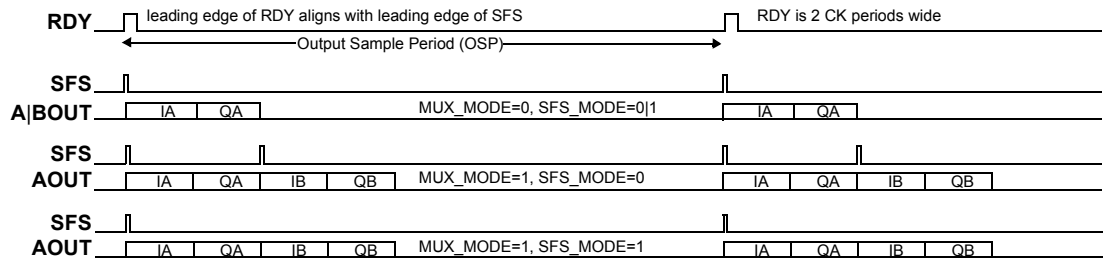 RDY leading edge of RDY aligns with leading edge of SFS RDY is 2 CK periods wide
Output Sample Period (OSP)
SFS
A|BOUT IA QA MUX_MODE=0, SFS_MODE=0|1 IA QA
SFS
AOUT IA QA IB QB MUX_MODE=1, SFS_MODE=0 IA QA IB QB
SFS
AOUT IA QA IB QB MUX_MODE=1, SFS_MODE=1 IA QA IB QB